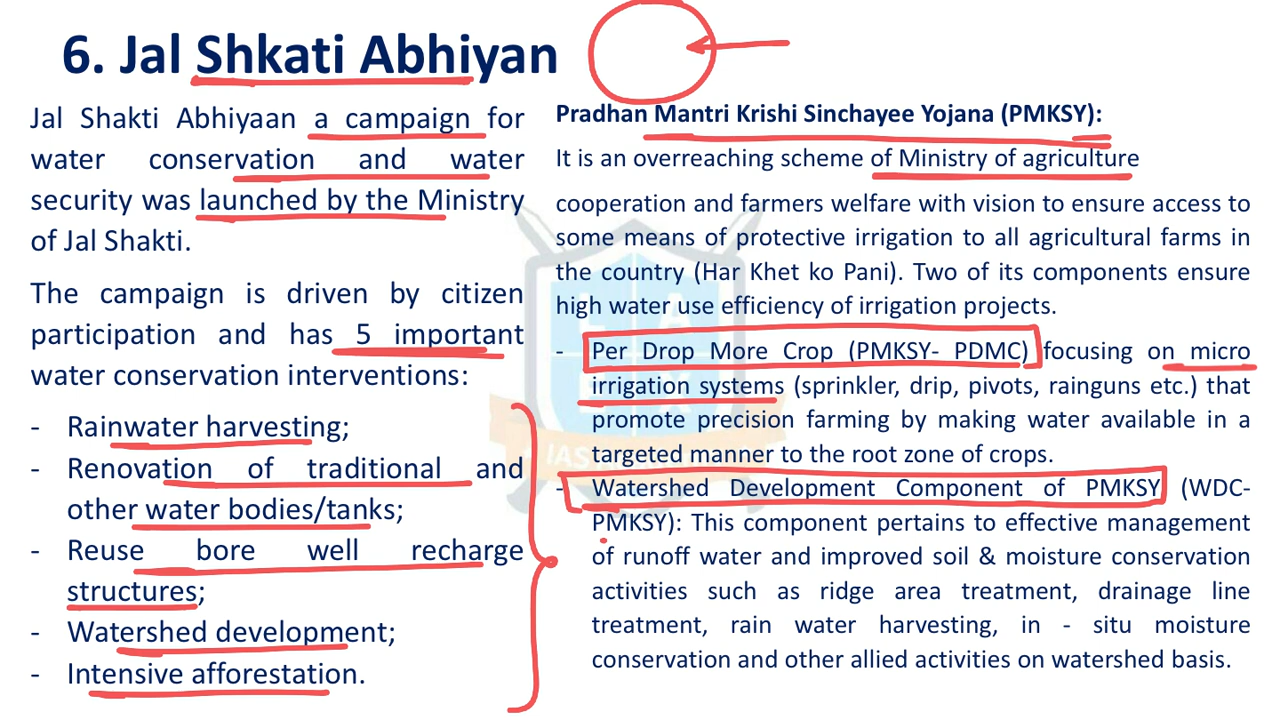 6. Jal Shkati Abhiyan
Jal Shakti Abhiyaan a campaign for
water conservation and water
security was launched by the Ministry
of Jal Shakti.
The campaign is driven by citizen
participation and has 5 important
water conservation interventions:
- Rainwater harvesting;
- Renovation of traditional and
other water bodies/tanks;
- Reuse bore well recharge
structures;
- Watershed development;
- Intensive afforestation.
Pradhan Mantri Krishi Sinchayee Yojana (PMKSY):
It is an overreaching scheme of Ministry of agriculture
cooperation and farmers welfare with vision to ensure access to
some means of protective irrigation to all agricultural farms in
the country (Har Khet ko Pani). Two of its components ensure
high water use efficiency of irrigation projects.
- Per Drop More Crop (PMKSY- PDMC) focusing on micro
irrigation systems (sprinkler, drip, pivots, rainguns etc.) that
promote precision farming by making water available in a
targeted manner to the root zone of crops.
- Watershed Development Component of PMKSY (WDC-
PMKSY): This component pertains to effective management
of runoff water and improved soil & moisture conservation
activities such as ridge area treatment, drainage line
treatment, rain water harvesting, in - situ moisture
conservation and other allied activities on watershed basis.